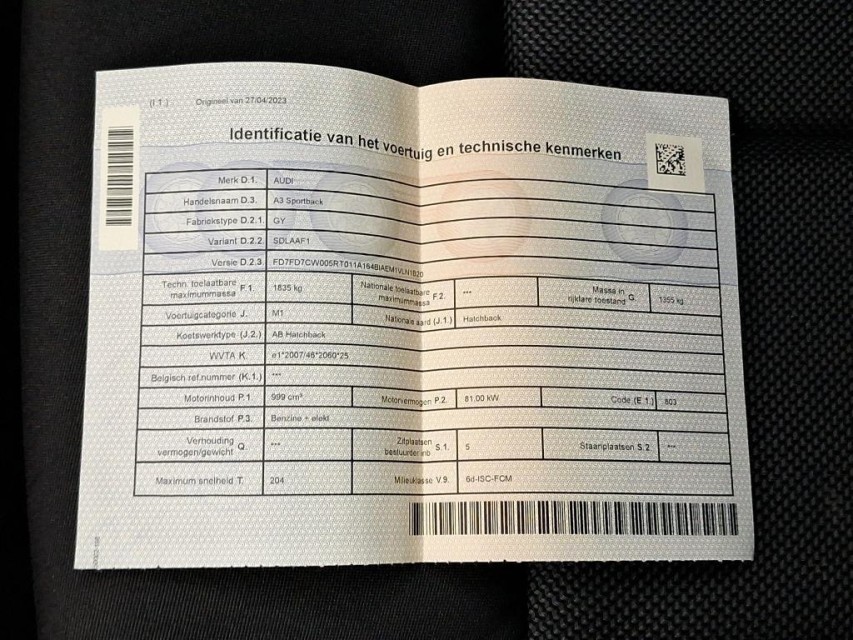 (I.1.) Origineel van 27/04/2023
Identificatie van het voertuig en technische kenmerken
Merk D.1. AUDI
Handelsnaam D.3. A3 Sportback
Fabriekstype D.2.1. GY
Variant D.2.2. SDLAAF1
Versie D.2.3.
Techn. toelaatbare maximummassa F.1. 1835 kg Nationale toelaatbare maximummassa F.2. *** Massa in rijklare toestand G. 1355 kg
Voertuigcategorie J. M1 Nationale aard (J.1.) Hatchback
Koetswerktype (J.2.) AB Hatchback
WVTA K. e1*2007/46*2060*25
Belgisch ref.nummer (K.1.) ***
Motorinhoud P.1. 999 cm³ Motorvermogen P.2. 81,00 kW Code (E.1.) 803
Brandstof P.3. Benzine + elekt
Verhouding vermogen/gewicht Q. *** Zitplaatsen bestuurder inb S.1. 5 Staanplaatsen S.2. ***
Maximum snelheid T. 204 Milieuklasse V.9. 6d-ISC-FCM